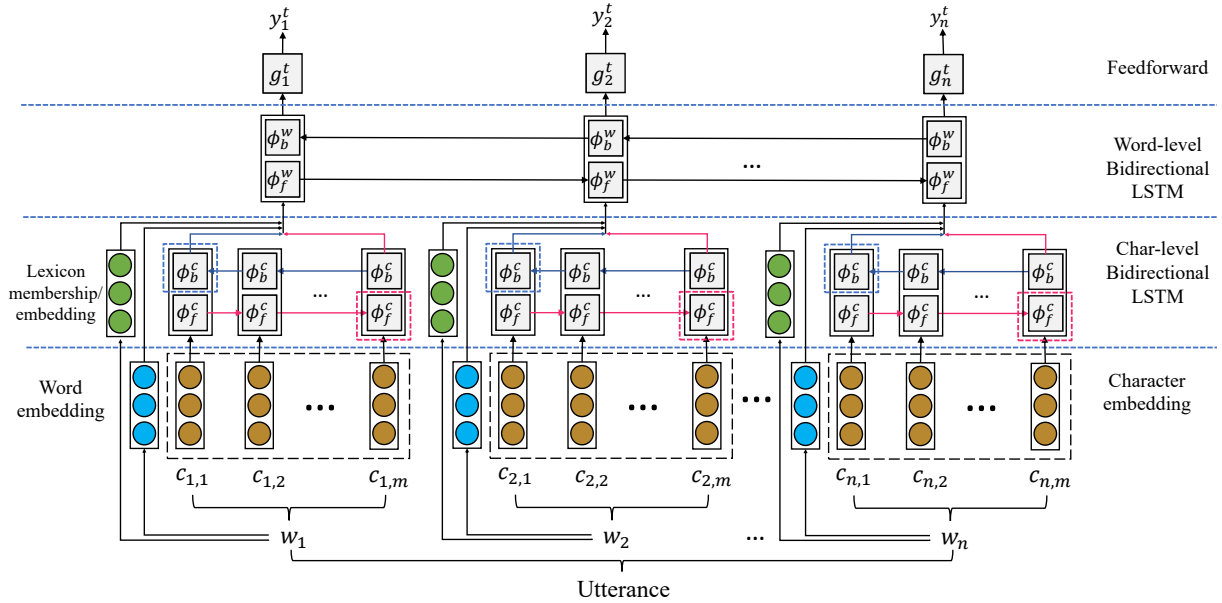 y_1^t y_2^t y_n^t
g_1^t g_2^t g_n^t Feedforward
ϕ_b^w ϕ_b^w ϕ_b^w
Word-level
Bidirectional
LSTM
...
ϕ_f^w ϕ_f^w ϕ_f^w
Lexicon
membership/
embedding
ϕ_b^c ϕ_b^c ϕ_b^c ϕ_b^c ϕ_b^c ϕ_b^c ϕ_b^c ϕ_b^c ϕ_b^c
Char-level
Bidirectional
LSTM
... ... ...
ϕ_f^c ϕ_f^c ϕ_f^c ϕ_f^c ϕ_f^c ϕ_f^c ϕ_f^c ϕ_f^c ϕ_f^c
Word
embedding
... ... ... ...
Character
embedding
c_{1,1} c_{1,2} c_{1,m} c_{2,1} c_{2,2} c_{2,m} c_{n,1} c_{n,2} c_{n,m}
w_1 w_2 ... w_n
Utterance